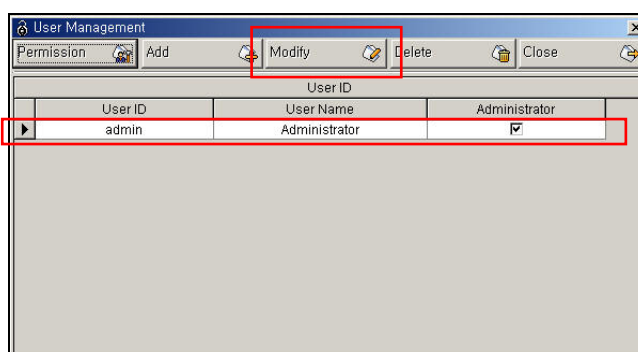 User Management
Permission Add Modify Delete Close
User ID
User ID User Name Administrator
admin Administrator